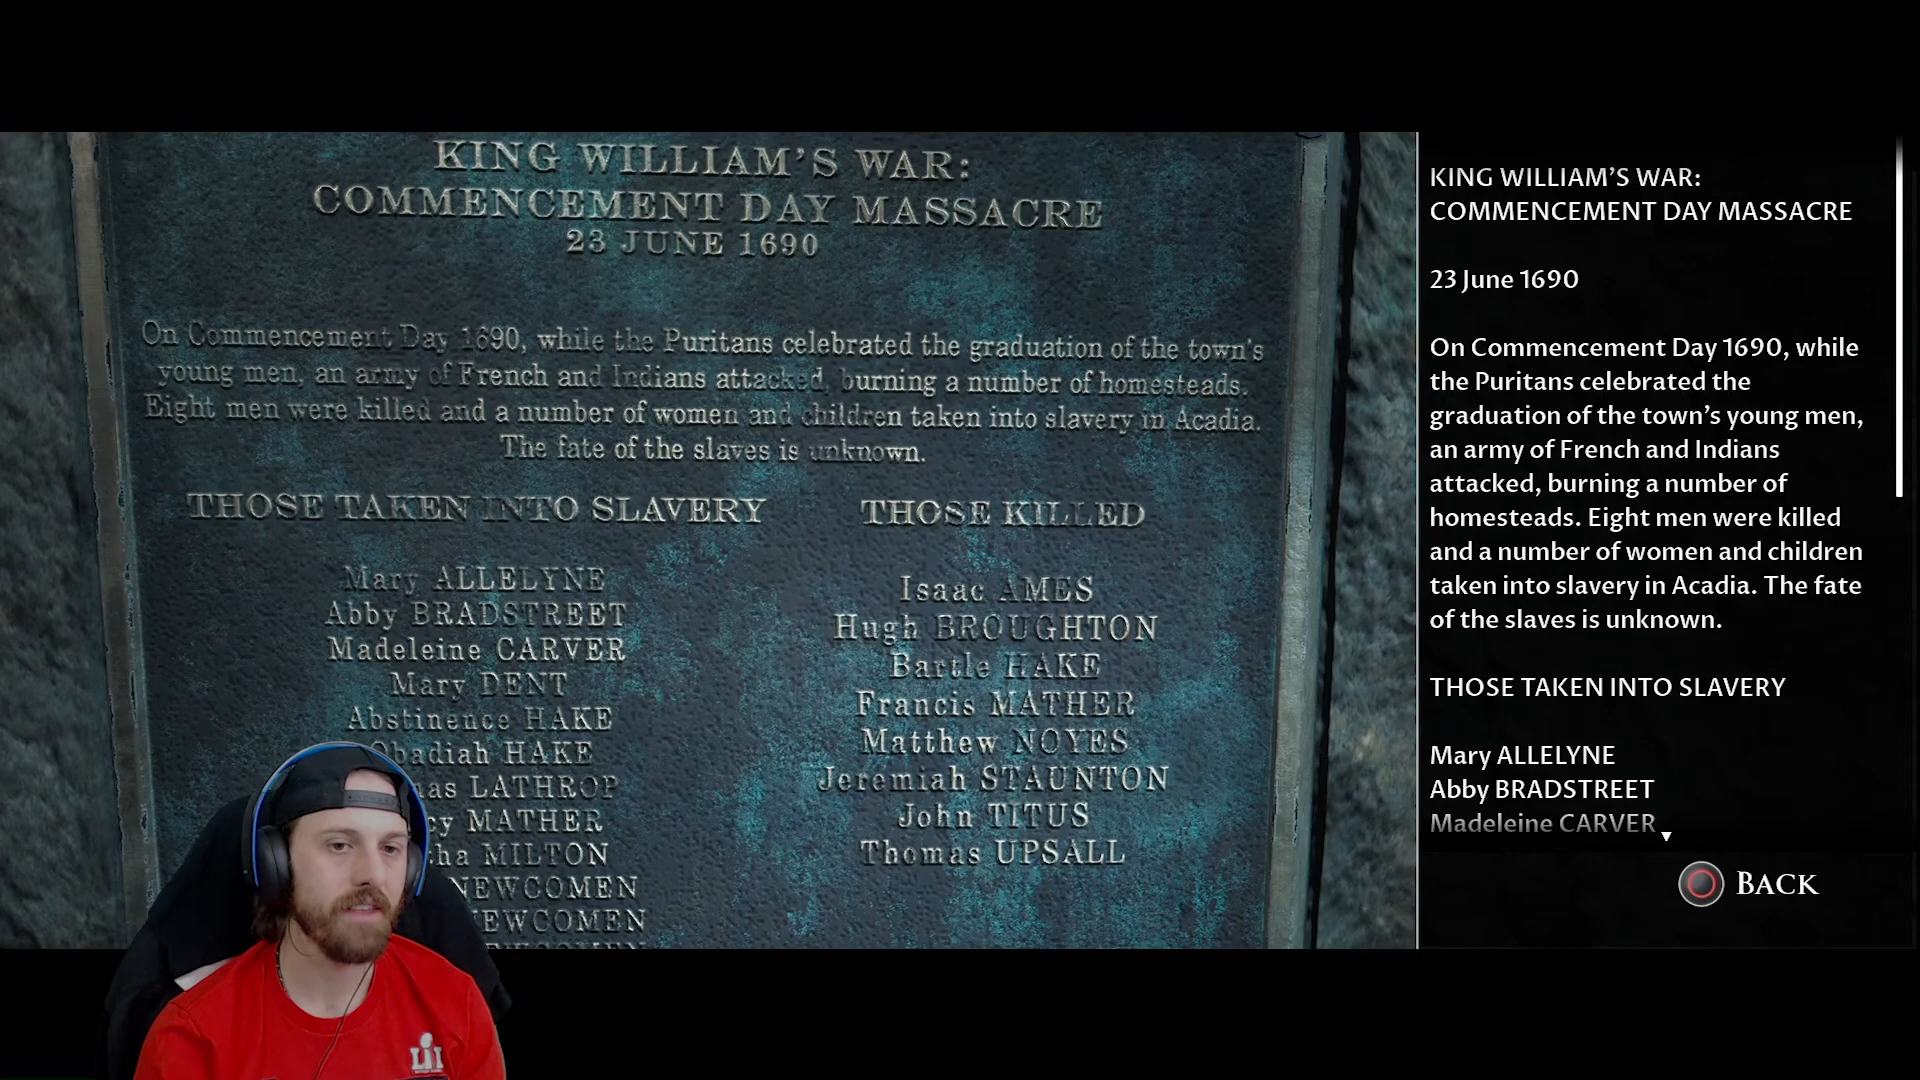 KING WILLIAM'S WAR:
COMMENCEMENT DAY MASSACRE
23 JUNE 1690
On Commencement Day 1690, while the Puritans celebrated the graduation of the town's
young men, an army of French and Indians attacked, burning a number of homesteads.
Eight men were killed and a number of women and children taken into slavery in Acadia.
The fate of the slaves is unknown.
THOSE TAKEN INTO SLAVERY
Mary ALLELYNE
Abby BRADSTREET
Madeleine CARVER
Mary DENT
Abstinence HAKE
Obadiah HAKE
LATHROP
MATHER
MILTON
NEWCOMEN
NEWCOMEN
NEWCOMEN
THOSE KILLED
Isaac AMES
Hugh BROUGHTON
Bartle HAKE
Francis MATHER
Matthew NOYES
Jeremiah STAUNTON
John TITUS
Thomas UPSALL
KING WILLIAM'S WAR:
COMMENCEMENT DAY MASSACRE
23 June 1690
On Commencement Day 1690, while
the Puritans celebrated the
graduation of the town's young men,
an army of French and Indians
attacked, burning a number of
homesteads. Eight men were killed
and a number of women and children
taken into slavery in Acadia. The fate
of the slaves is unknown.
THOSE TAKEN INTO SLAVERY
Mary ALLELYNE
Abby BRADSTREET
Madeleine CARVER
BACK
LI